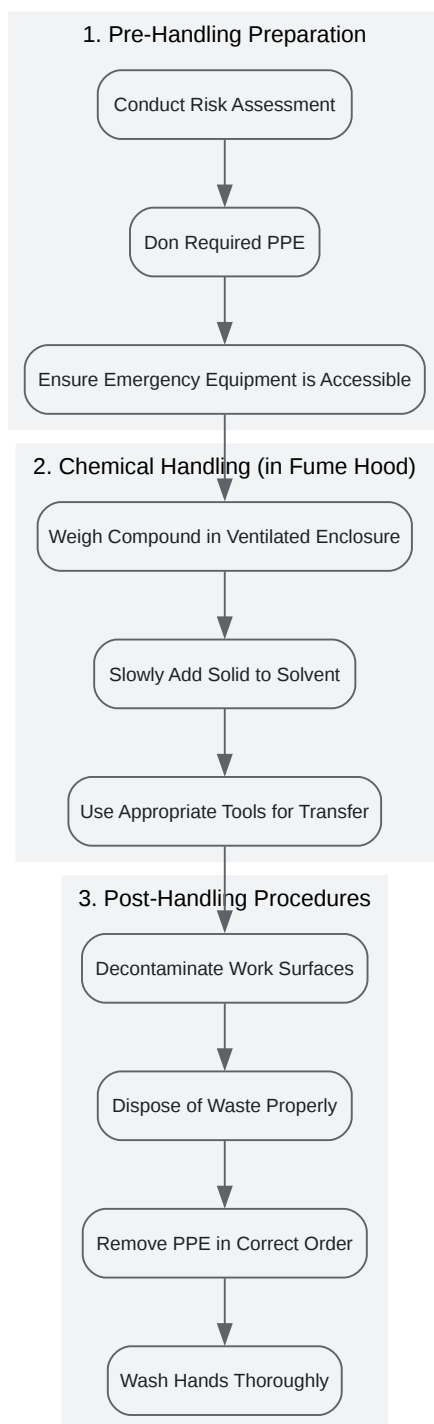 1. Pre-Handling Preparation
Conduct Risk Assessment
Don Required PPE
Ensure Emergency Equipment is Accessible
2. Chemical Handling (in Fume Hood)
Weigh Compound in Ventilated Enclosure
Slowly Add Solid to Solvent
Use Appropriate Tools for Transfer
3. Post-Handling Procedures
Decontaminate Work Surfaces
Dispose of Waste Properly
Remove PPE in Correct Order
Wash Hands Thoroughly